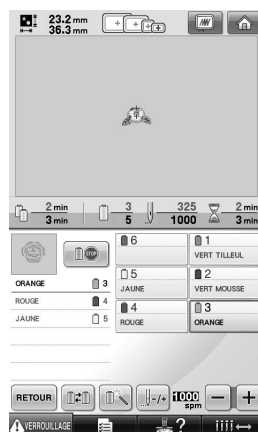 23.2 mm
36.3 mm
2 min
3 min
3
5
325
1000
2 min
3 min
STOP
ORANGE 3
ROUGE 4
JAUNE 5
6
1
VERT TILLEUL
5
JAUNE
2
VERT MOUSSE
4
ROUGE
3
ORANGE
RETOUR
-/+
1000
spm
- +
VERROUILLAGE
?